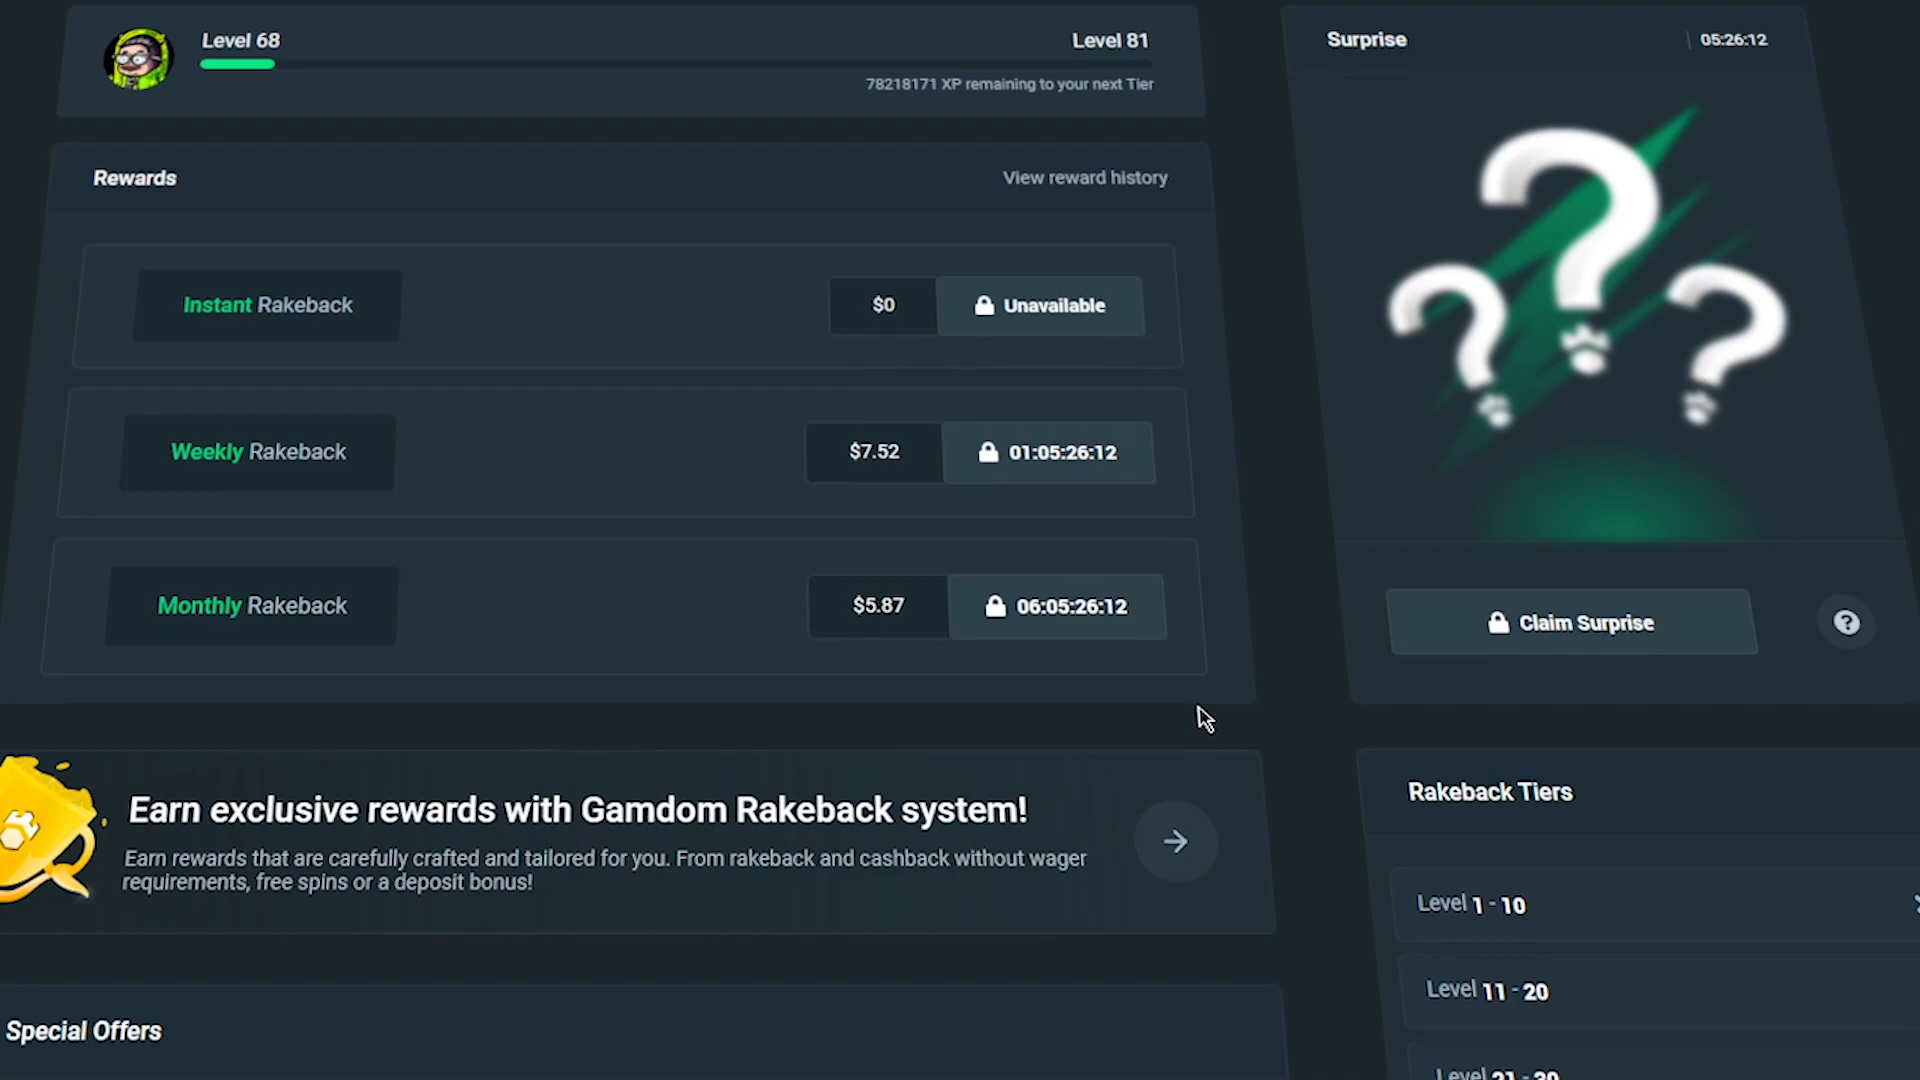 Level 68
Level 81
78218171 XP remaining to your next Tier
Surprise
05:26:12
Rewards
View reward history
Instant Rakeback
$0
Unavailable
Weekly Rakeback
$7.52
01:05:26:12
Monthly Rakeback
$5.87
06:05:26:12
Claim Surprise
Earn exclusive rewards with Gamdom Rakeback system!
Earn rewards that are carefully crafted and tailored for you. From rakeback and cashback without wager
requirements, free spins or a deposit bonus!
Rakeback Tiers
Level 1 - 10
Level 11 - 20
Level 21 - 30
Special Offers